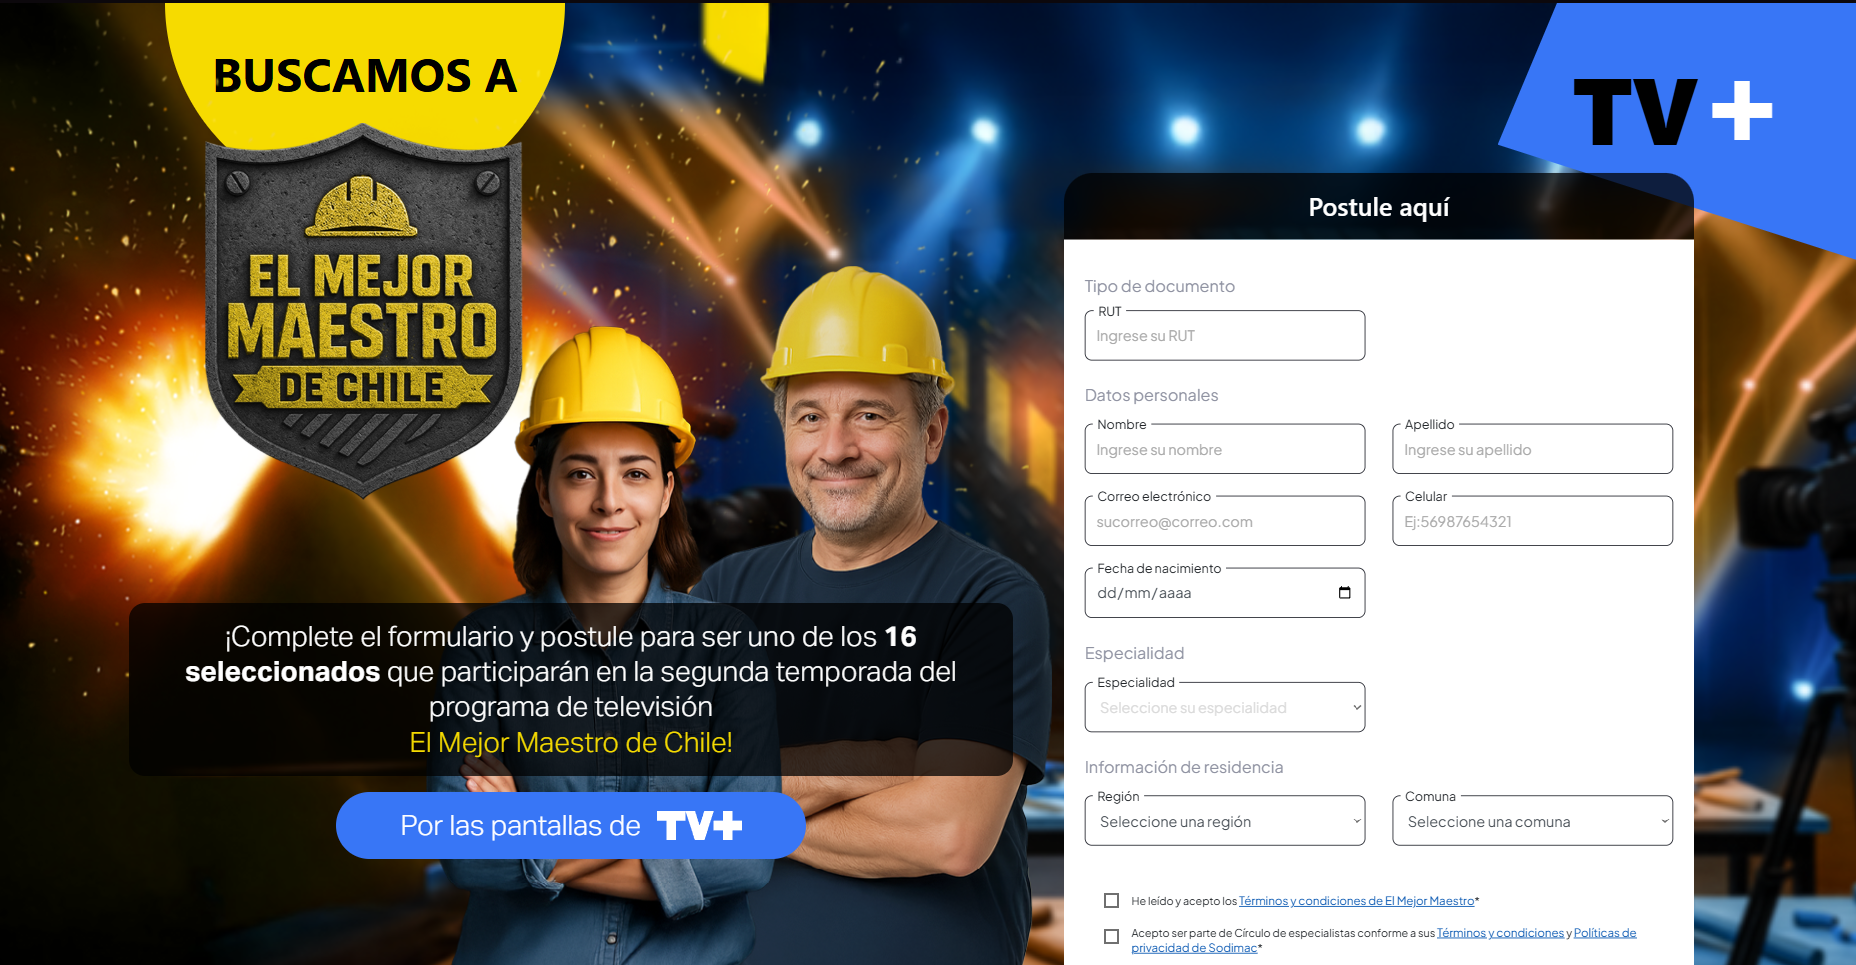 BUSCAMOS A
EL MEJOR
MAESTRO
DE CHILE
¡Complete el formulario y postule para ser uno de los 16
seleccionados que participarán en la segunda temporada del
programa de televisión
El Mejor Maestro de Chile!
Por las pantallas de TV+
TV+
Postule aquí
Tipo de documento
RUT
Ingrese su RUT
Datos personales
Nombre
Ingrese su nombre
Apellido
Ingrese su apellido
Correo electrónico
sucorreo@correo.com
Celular
Ej:56987654321
Fecha de nacimiento
dd/mm/aaaa
Especialidad
Especialidad
Seleccione su especialidad
Información de residencia
Región
Seleccione una región
Comuna
Seleccione una comuna
He leído y acepto los Términos y condiciones de El Mejor Maestro*
Acepto ser parte de Círculo de especialistas conforme a sus Términos y condiciones y Políticas de
privacidad de Sodimac*